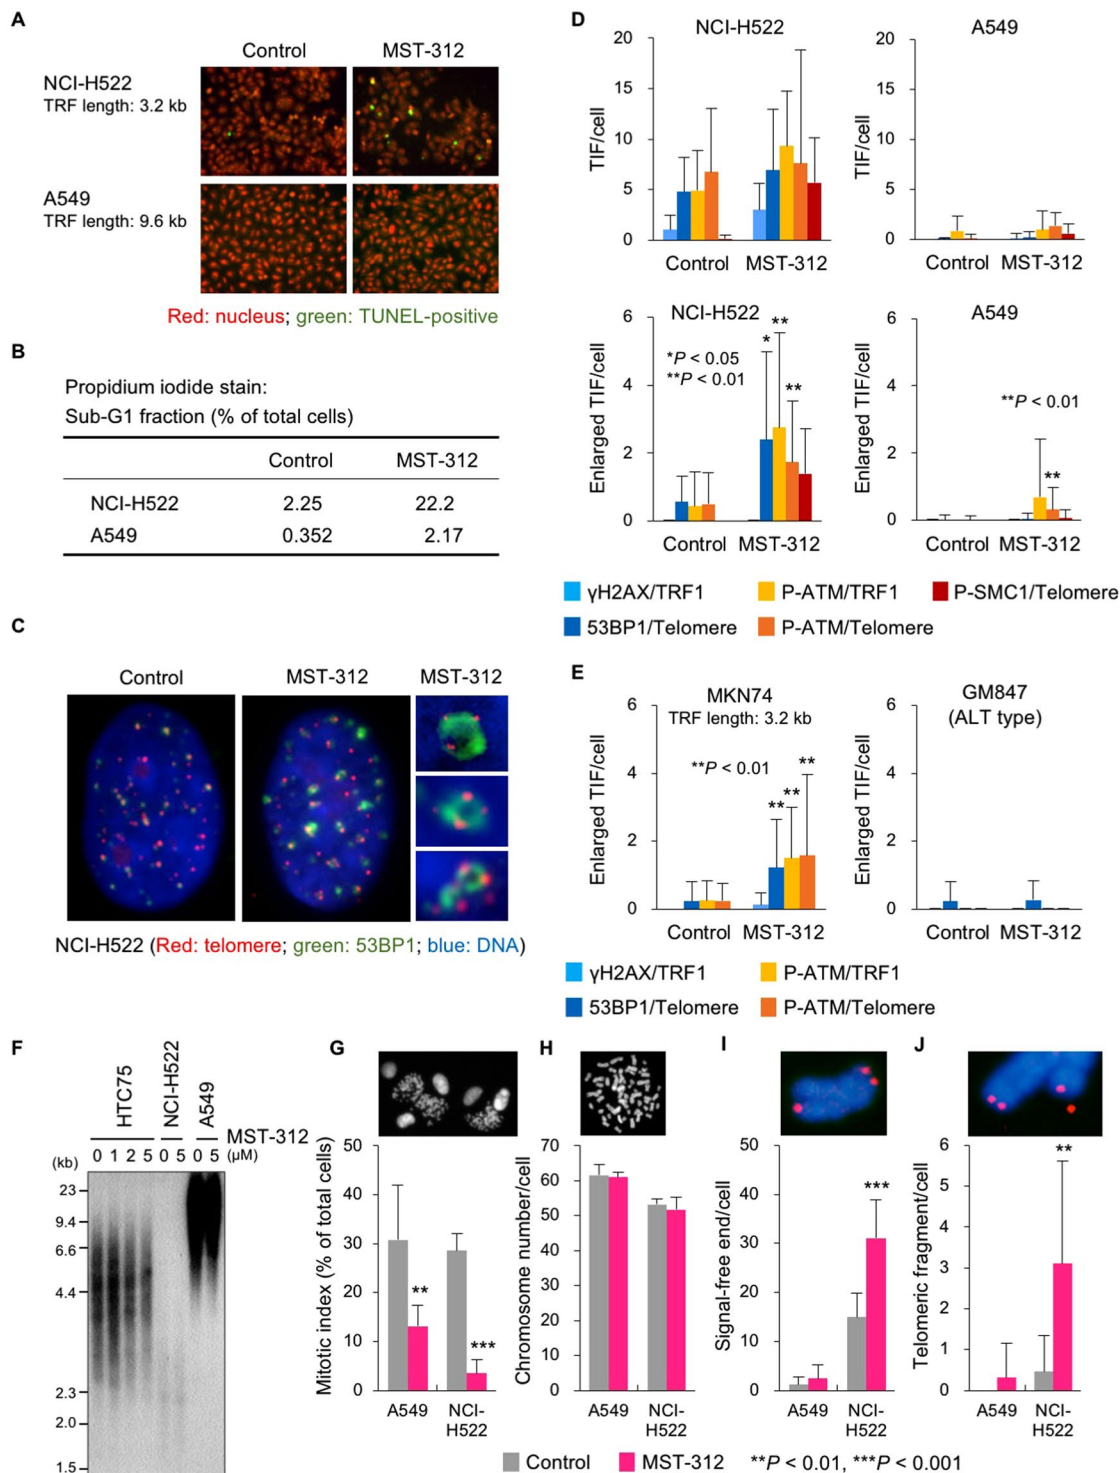 A
Control MST-312
NCI-H522
TRF length: 3.2 kb
A549
TRF length: 9.6 kb
Red: nucleus; green: TUNEL-positive
B
Propidium iodide stain:
Sub-G1 fraction (% of total cells)
Control MST-312
NCI-H522 2.25 22.2
A549 0.352 2.17
C
Control MST-312 MST-312
NCI-H522 (Red: telomere; green: 53BP1; blue: DNA)
D
NCI-H522
TIF/cell
20
15
10
5
0
Control MST-312
A549
TIF/cell
20
15
10
5
0
Control MST-312
NCI-H522
Enlarged TIF/cell
6
4
2
0
*P < 0.05
**P < 0.01
* ** **
Control MST-312
A549
Enlarged TIF/cell
6
4
2
0
**P < 0.01
**
Control MST-312
γH2AX/TRF1 P-ATM/TRF1 P-SMC1/Telomere
53BP1/Telomere P-ATM/Telomere
E
MKN74
TRF length: 3.2 kb
Enlarged TIF/cell
6
4
2
0
**P < 0.01
** ** **
Control MST-312
GM847
(ALT type)
Enlarged TIF/cell
6
4
2
0
Control MST-312
γH2AX/TRF1 P-ATM/TRF1
53BP1/Telomere P-ATM/Telomere
F
HTC75 NCI-H522 A549
MST-312
0 1 2 5 0 5 0 5 (μM)
(kb)
23
9.4
6.6
4.4
2.3
2.0
1.5
G
Mitotic index (% of total cells)
50
40
30
20
10
0
** ***
A549 NCI-
H522
H
Chromosome number/cell
70
60
50
40
30
20
10
0
A549 NCI-
H522
I
Signal-free end/cell
50
40
30
20
10
0
***
A549 NCI-
H522
J
Telomeric fragment/cell
6
5
4
3
2
1
0
**
A549 NCI-
H522
Control MST-312 **P < 0.01, ***P < 0.001